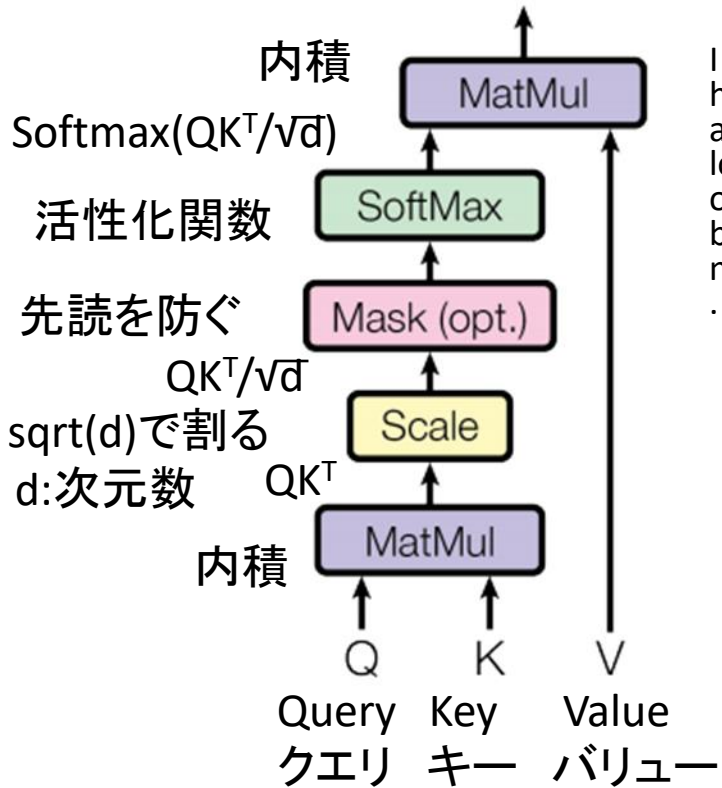 内積
MatMul
Softmax(QKᵀ/√d)
活性化関数
SoftMax
先読を防ぐ
Mask (opt.)
QKᵀ/√d
sqrt(d)で割る
Scale
d:次元数
QKᵀ
内積
MatMul
Q K V
Query Key Value
クエリ キー バリュー
I
.